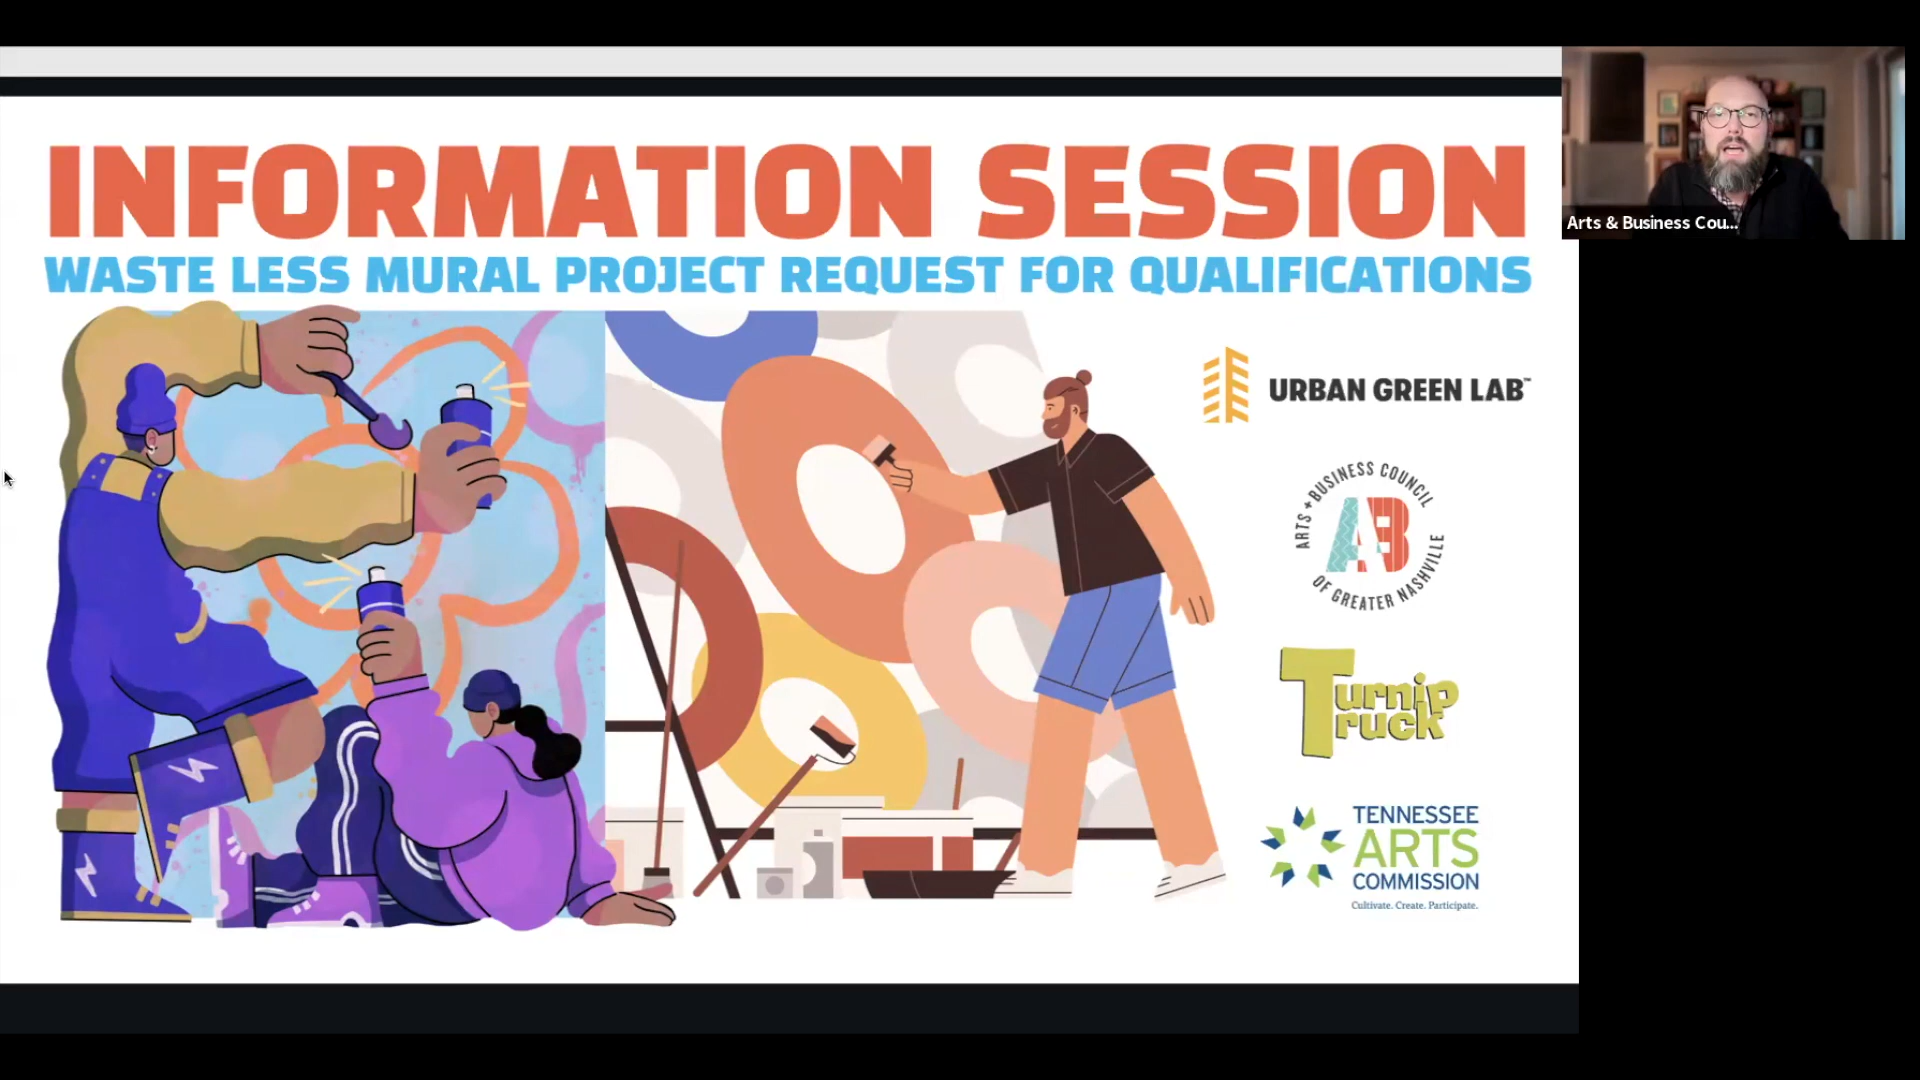 INFORMATION SESSION
WASTE LESS MURAL PROJECT REQUEST FOR QUALIFICATIONS
Arts & Business Cou...
URBAN GREEN LAB™
ARTS + BUSINESS COUNCIL
AB
OF GREATER NASHVILLE
Turnip
Truck
TENNESSEE
ARTS
COMMISSION
Cultivate. Create. Participate.